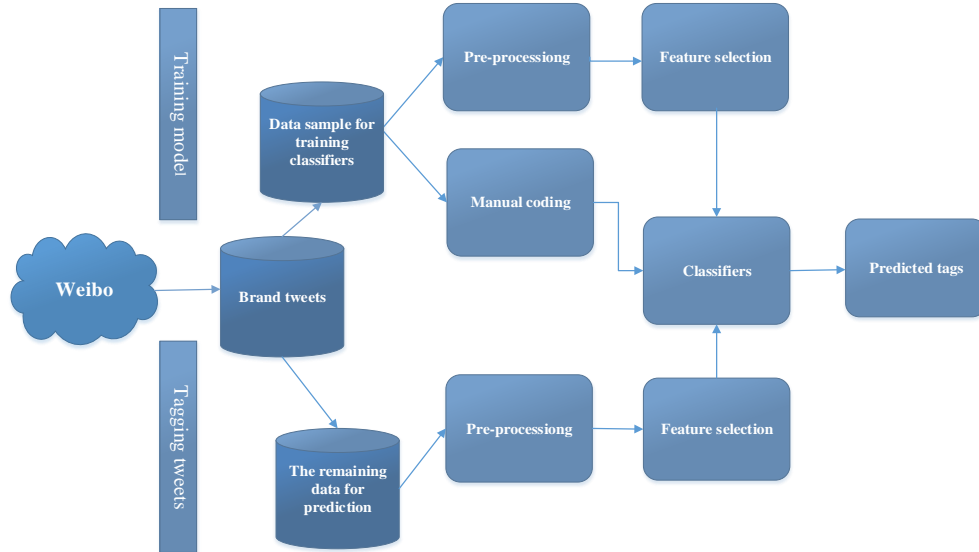 Training model
Pre-processiong
Feature selection
Data sample for
training
classifiers
Manual coding
Weibo
Brand tweets
Classifiers
Predicted tags
Tagging tweets
Pre-processiong
Feature selection
The remaining
data for
prediction